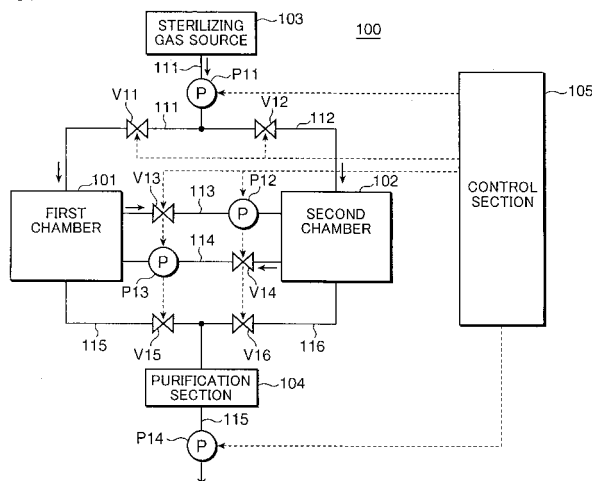 STERILIZING
GAS SOURCE
103
100
111
P
P11
V11
111
V12
112
105
CONTROL
SECTION
101
FIRST
CHAMBER
V13
113
P12
P
102
SECOND
CHAMBER
P
P13
114
V14
115
V15
V16
116
PURIFICATION
SECTION
104
115
P14
P